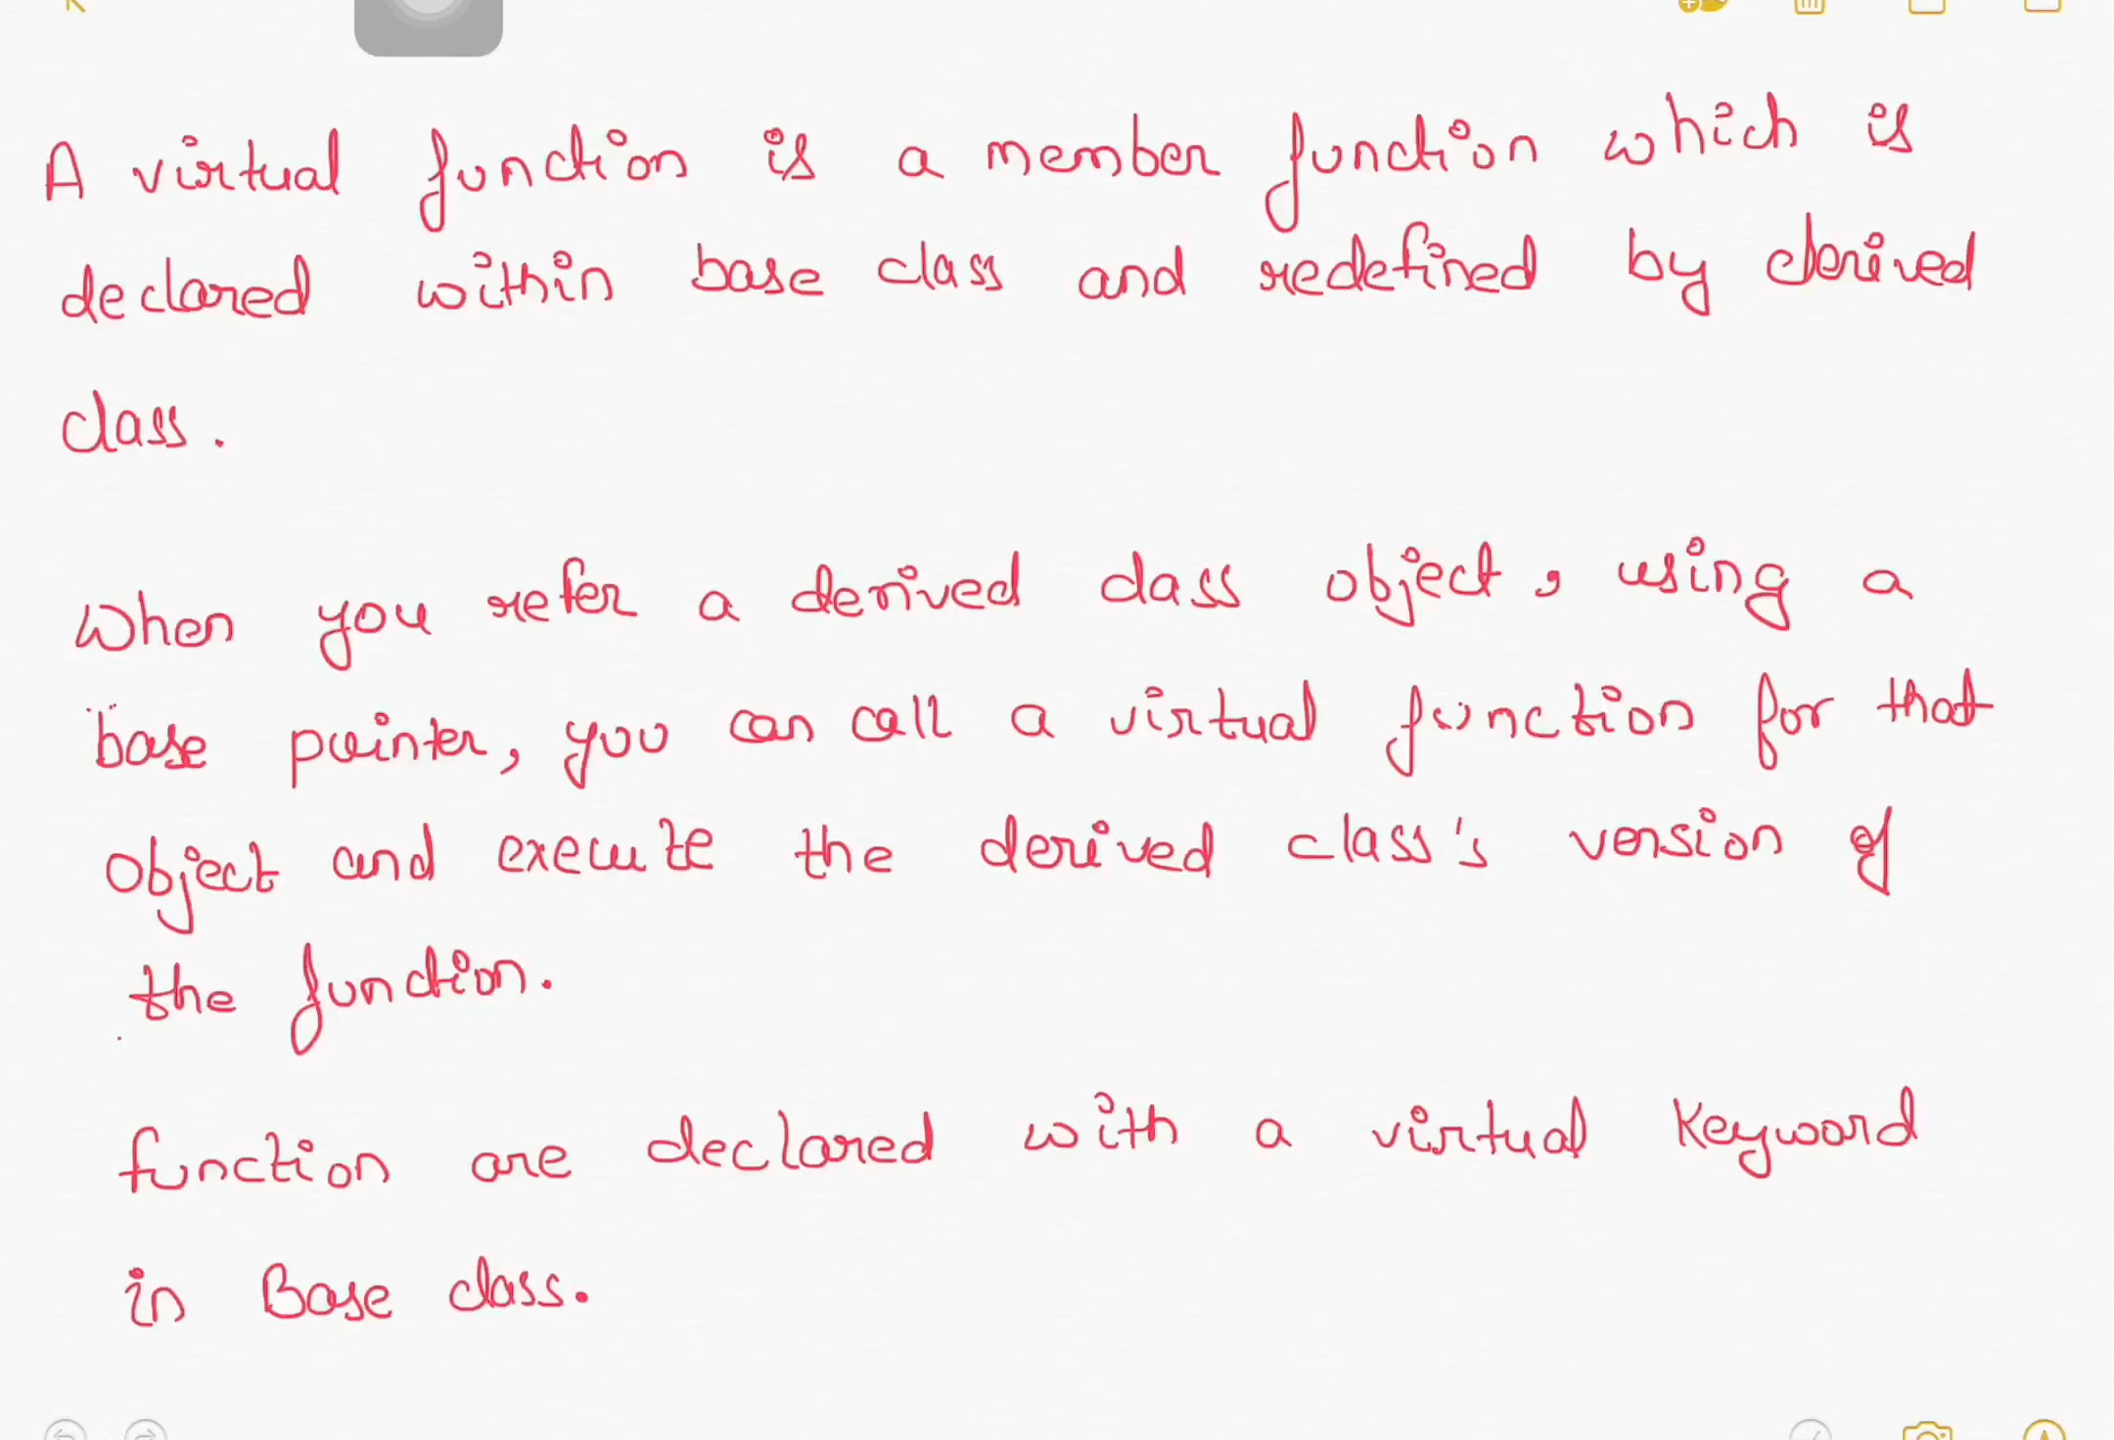 A virtual function is a member function which is
declared within base class and redefined by derived
class.
When you refer a derived class object, using a
base pointer, you can call a virtual function for that
object and execute the derived class's version of
the function.
function are declared with a virtual Keyword
in Base class.